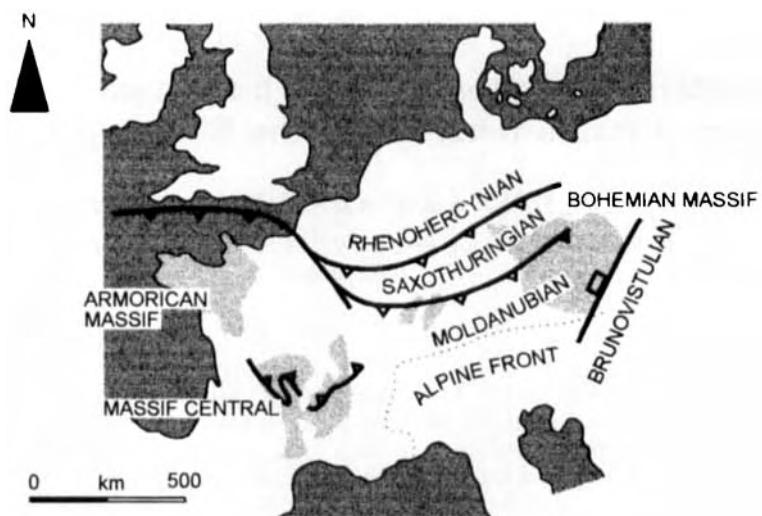 N
RHENOHERCYNIAN
BOHEMIAN MASSIF
SAXOTHURINGIAN
ARMORICAN
MASSIF
MOLDANUBIAN
BRUNOVISTULIAN
ALPINE FRONT
MASSIF CENTRAL
0 km 500